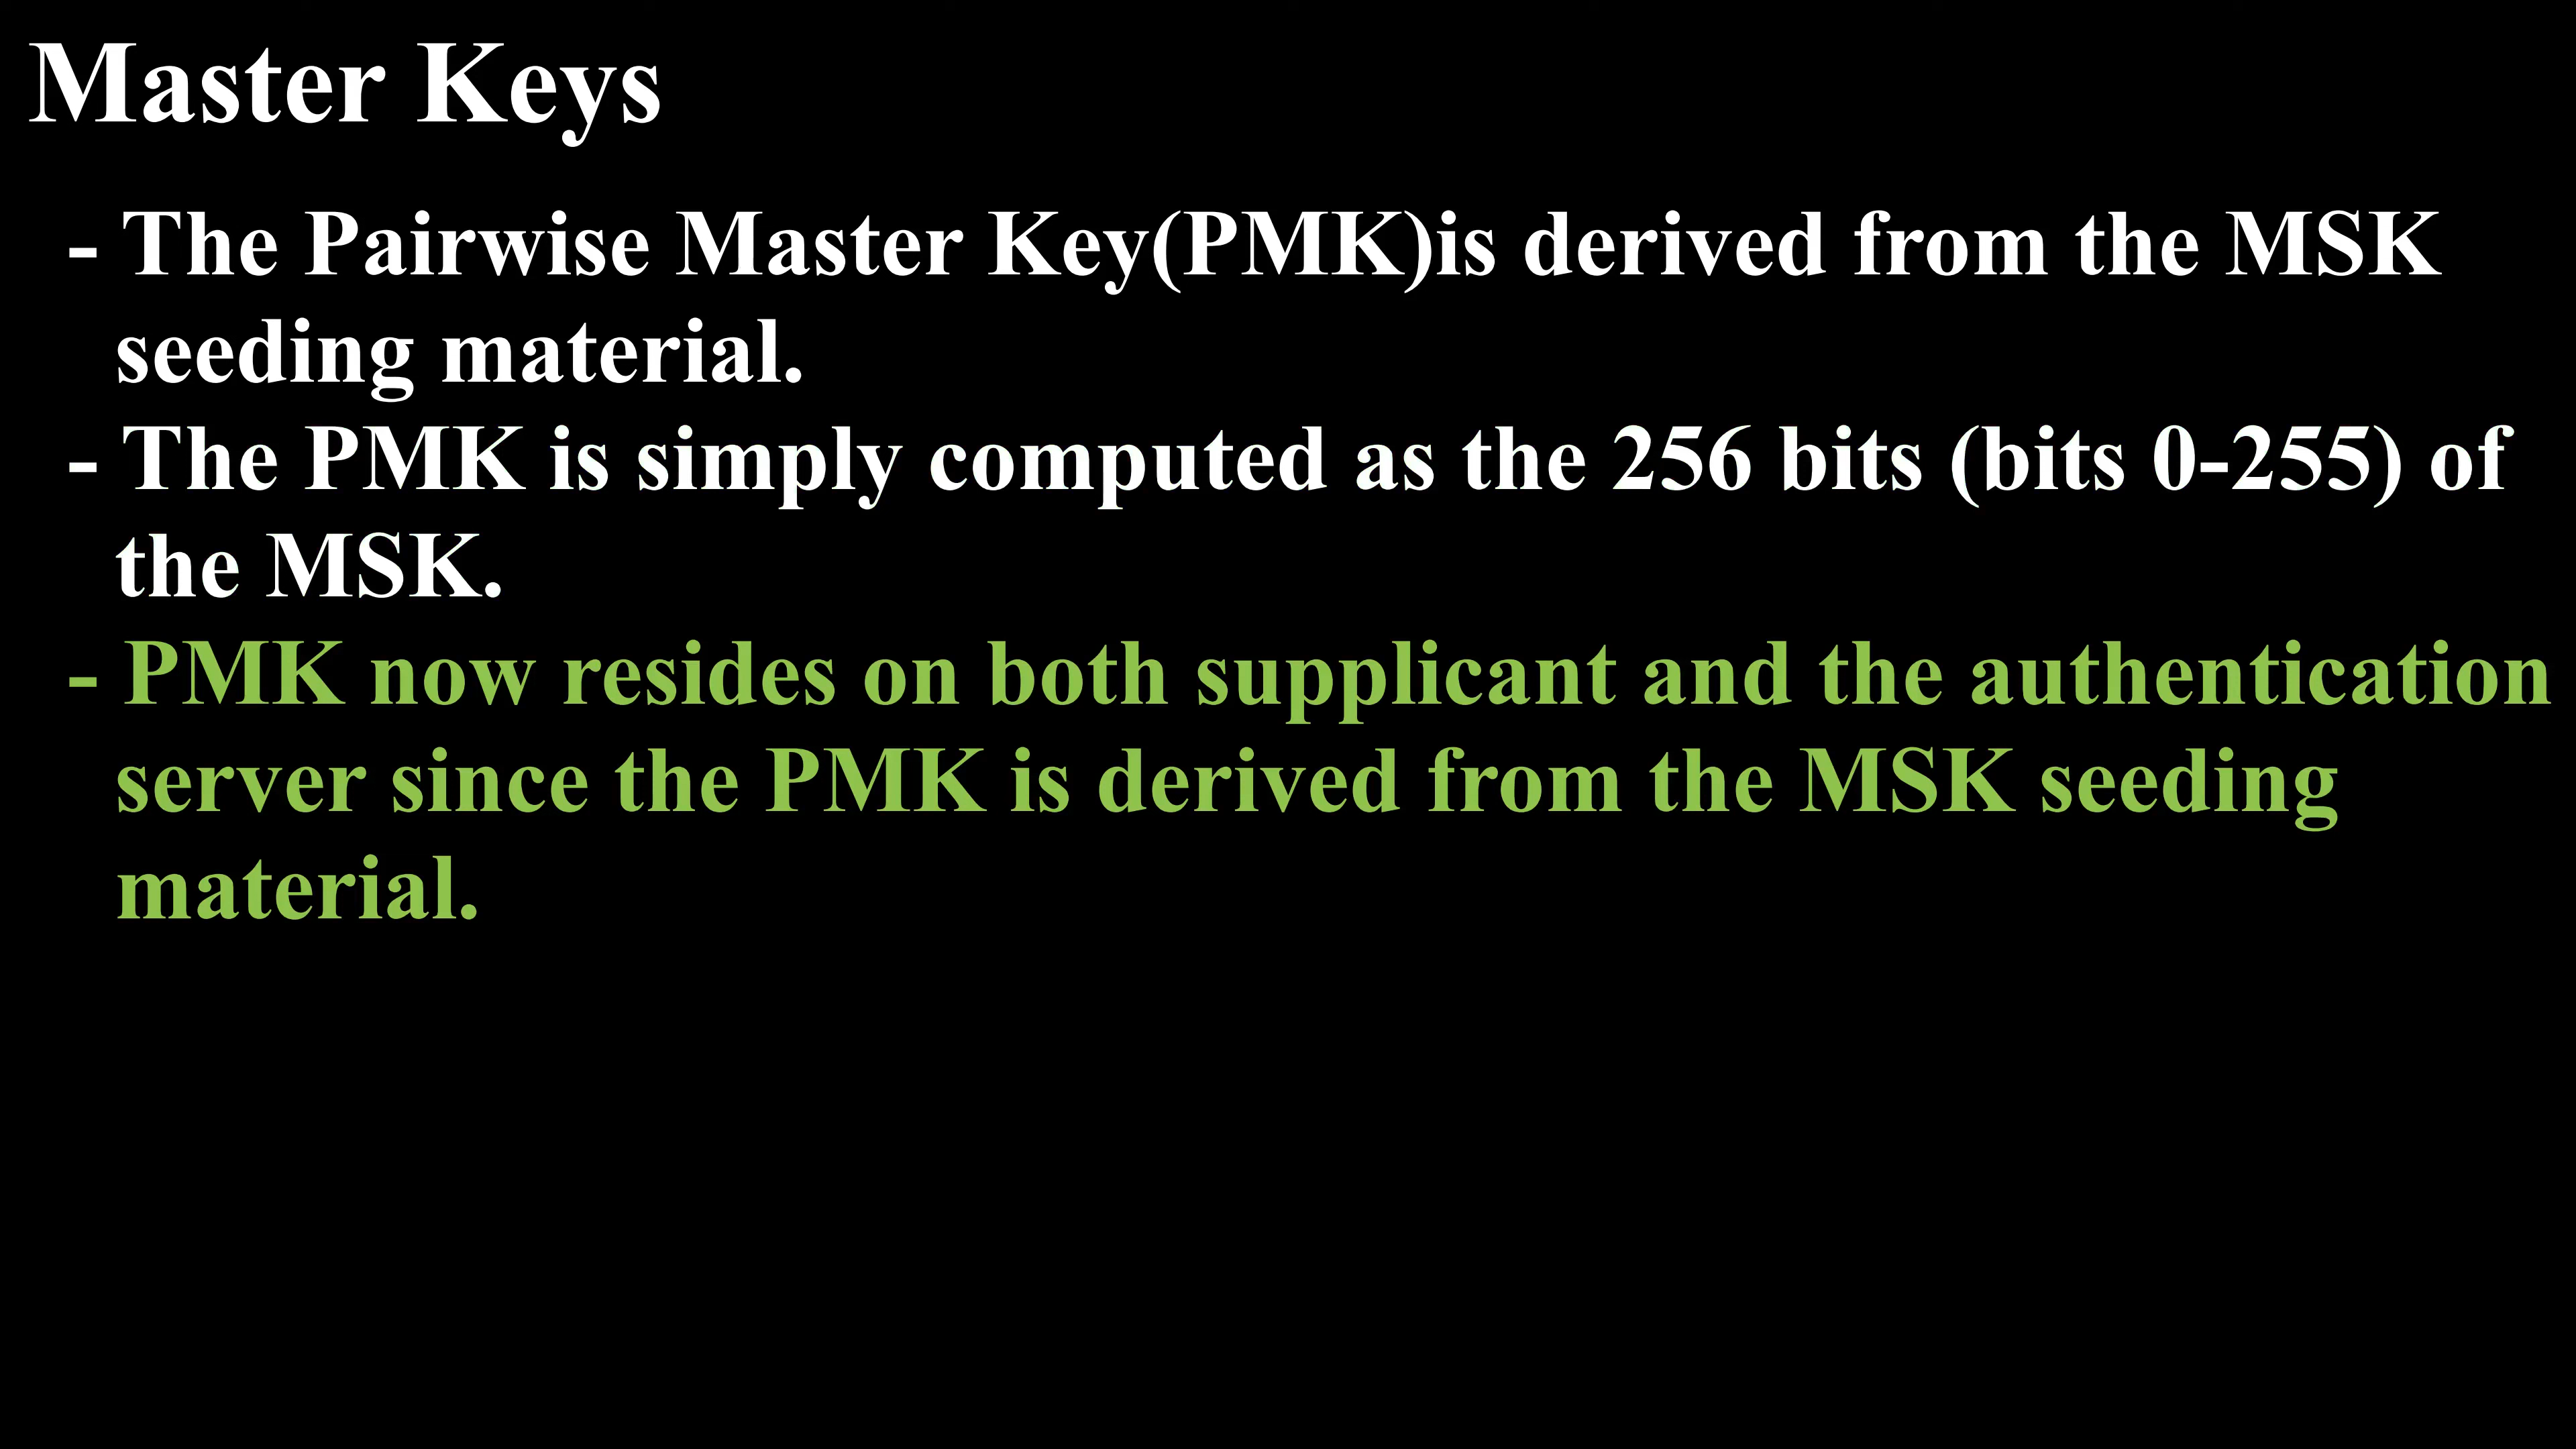 Master Keys
- The Pairwise Master Key(PMK)is derived from the MSK
seeding material.
- The PMK is simply computed as the 256 bits (bits 0-255) of
the MSK.
- PMK now resides on both supplicant and the authentication
server since the PMK is derived from the MSK seeding
material.